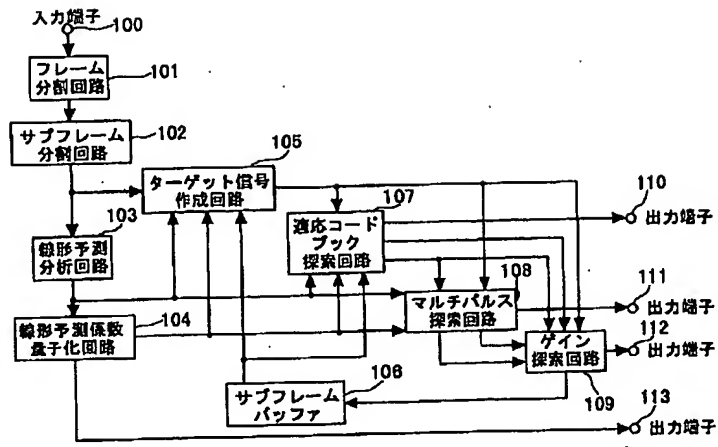 入力端子
100
フレーム
分割回路
101
サブフレーム
分割回路
102
105
ターゲット信号
作成回路
107
適応コード
ブック
探索回路
110
出力端子
103
線形予測
分析回路
108
マルチパルス
探索回路
111
出力端子
104
線形予測係数
量子化回路
ゲイン
探索回路
109
112
出力端子
106
サブフレーム
バッファ
113
出力端子